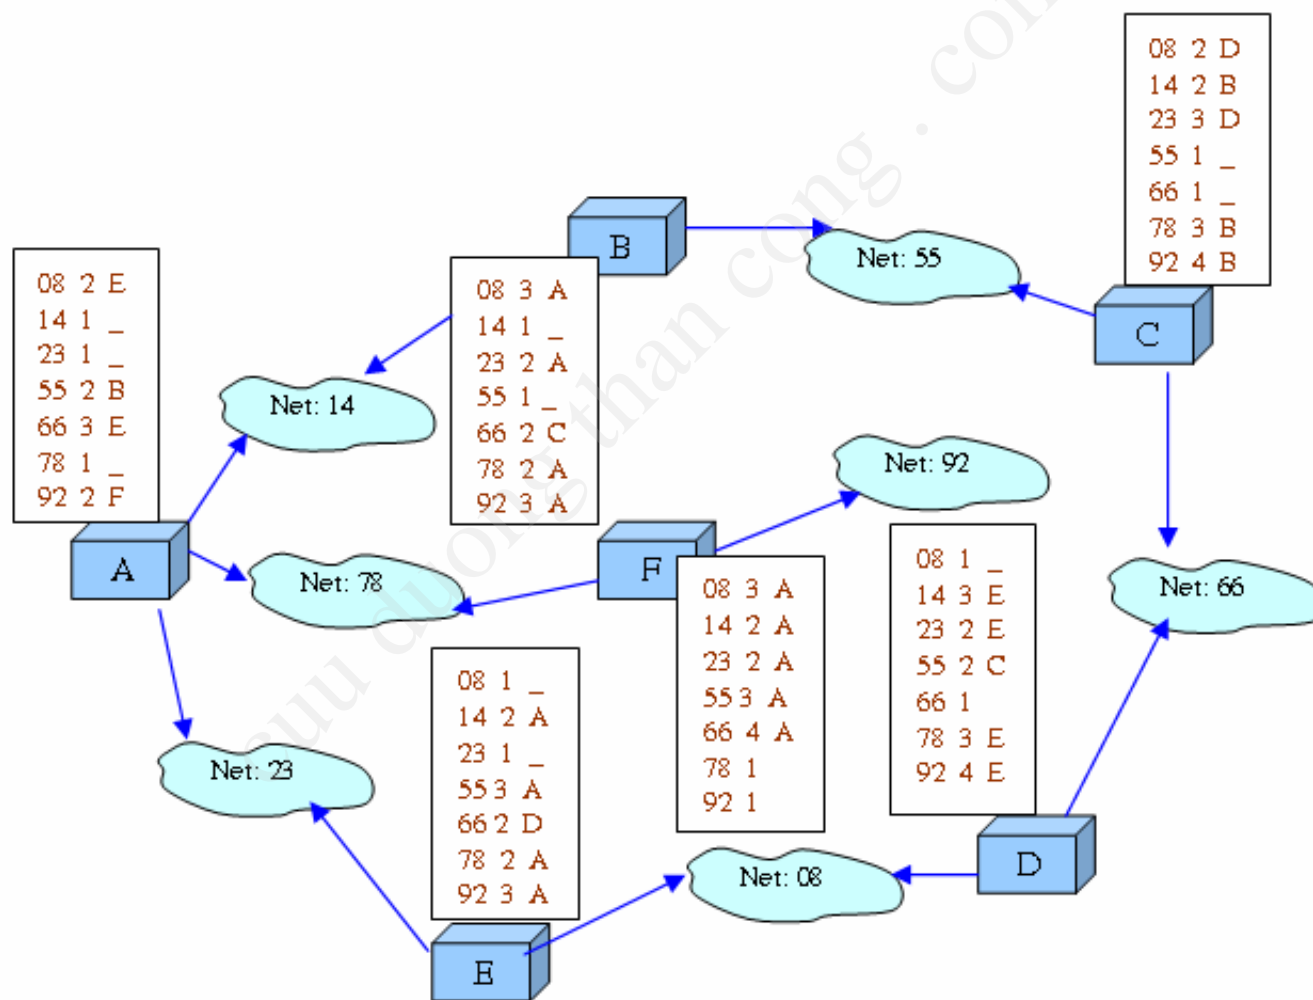 08 2 D
14 2 B
23 3 D
55 1 _
66 1 _
78 3 B
92 4 B
C
B
Net: 55
08 2 E
14 1 _
23 1 _
55 2 B
66 3 E
78 1 _
92 2 F
A
08 3 A
14 1 _
23 2 A
55 1 _
66 2 C
78 2 A
92 3 A
Net: 14
Net: 92
F
Net: 78
08 3 A
14 2 A
23 2 A
55 3 A
66 4 A
78 1
92 1
08 1 _
14 3 E
23 2 E
55 2 C
66 1
78 3 E
92 4 E
D
Net: 66
Net: 23
08 1 _
14 2 A
23 1 _
55 3 A
66 2 D
78 2 A
92 3 A
E
Net: 08
cuu duong than cong . com